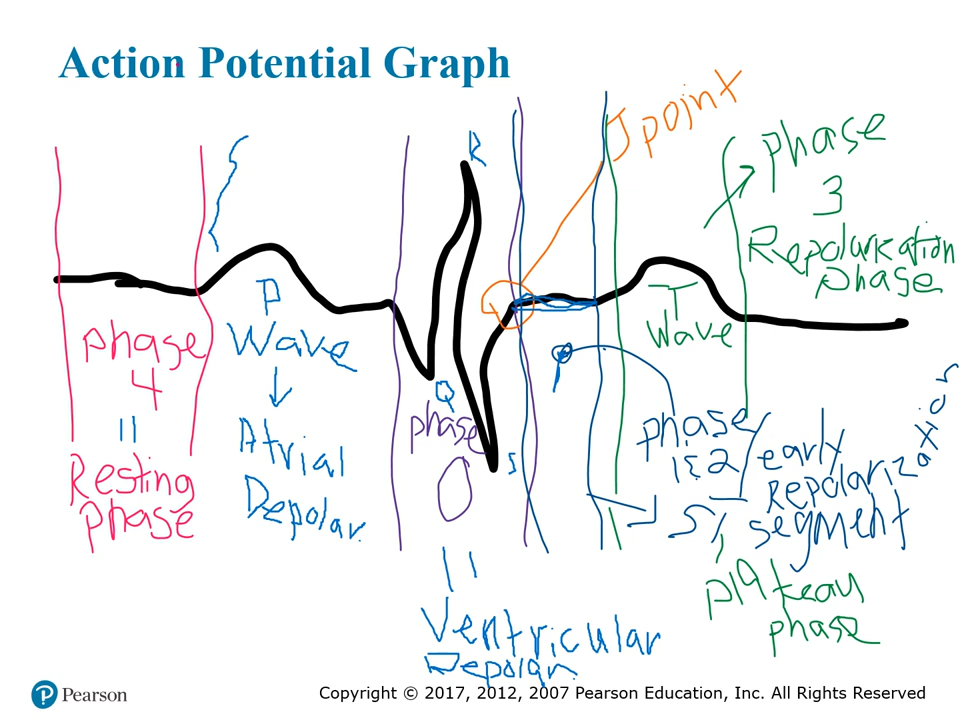 Action Potential Graph
phase
4
=
Resting
phase
P
Wave
↓
Atrial
Depolar.
R
Q
S
phase
0
=
Ventricular
Depolar.
J point
T
Wave
phase
3
Repolarization
phase
phase
1&2/early
Repolarization
segment
plateau
phase
Pearson
Copyright © 2017, 2012, 2007 Pearson Education, Inc. All Rights Reserved